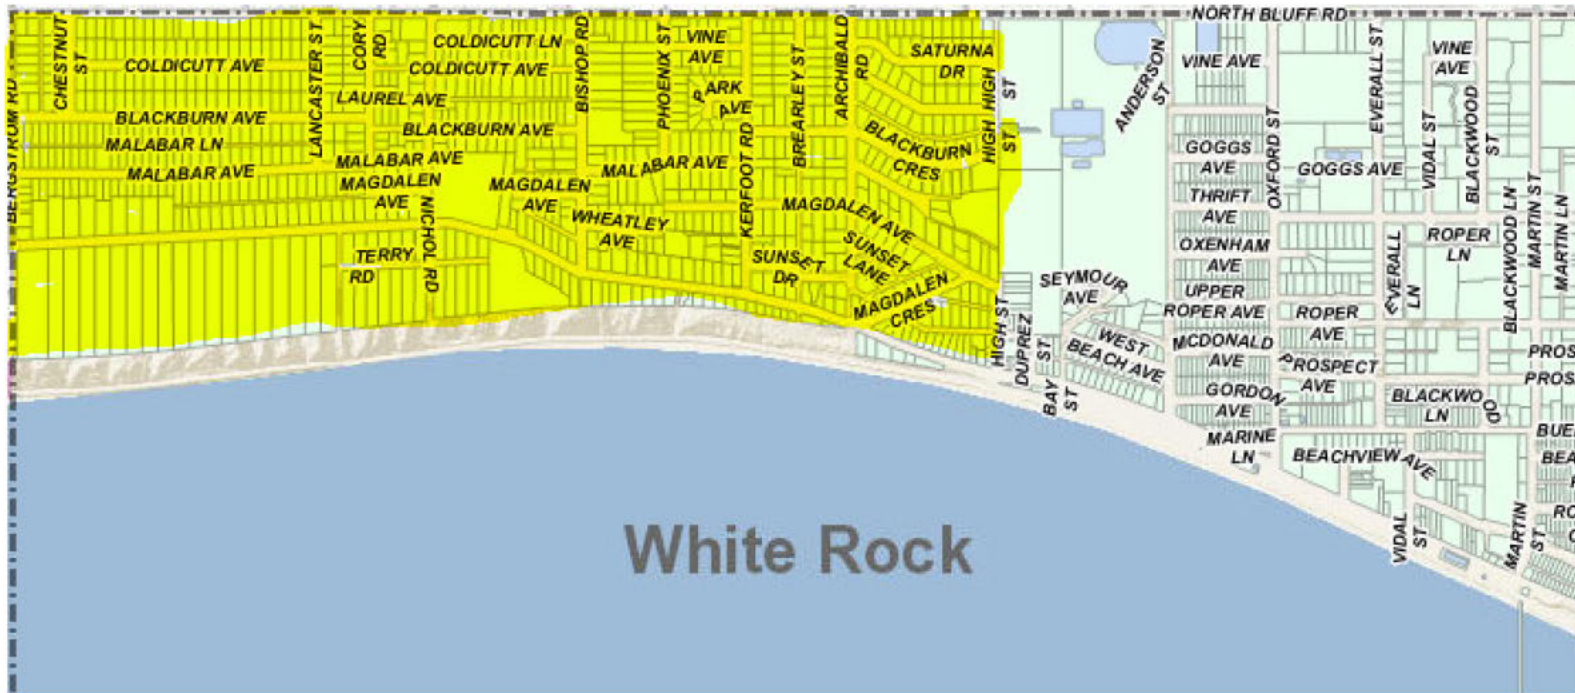 NORTH BLUFF RD
BERGSTROM RD
CHESTNUT
ST
COLDICUTT AVE
LANCASTER ST
CORY
RD
COLDICUTT LN
COLDICUTT AVE
BISHOP RD
PHOENIX ST
VINE
AVE
PARK
AVE
BREARLEY ST
ARCHIBALD
RD
SATURNA
DR
HIGH
HIGH
ST
ANDERSON
ST
VINE AVE
OXFORD ST
EVERALL ST
VINE
AVE
VIDAL ST
BLACKWOOD
ST
LAUREL AVE
BLACKBURN AVE
BLACKBURN AVE
MALABAR LN
MALABAR AVE
MALABAR AVE
MALABAR AVE
KERFOOT RD
BLACKBURN
CRES
HIGH
ST
GOGGS
AVE
GOGGS AVE
MAGDALEN
AVE
NICHOL RD
MAGDALEN
AVE
WHEATLEY
AVE
MAGDALEN AVE
THRIFT
AVE
BLACKWOOD LN
MARTIN ST
MARTIN LN
TERRY
RD
SUNSET
DR
SUNSET
LANE
MAGDALEN
CRES
OXENHAM
AVE
EVERALL
LN
ROPER
LN
SEYMOUR
AVE
UPPER
ROPER AVE
ROPER
AVE
HIGH ST
DUPREZ
BAY
ST
WEST
BEACH AVE
MCDONALD
AVE
PROSPECT
AVE
PROS
PROS
GORDON
AVE
BLACKWOOD
LN
MARINE
LN
BUE
BEA
BEACHVIEW AVE
VIDAL
ST
MARTIN
ST
RO
White Rock